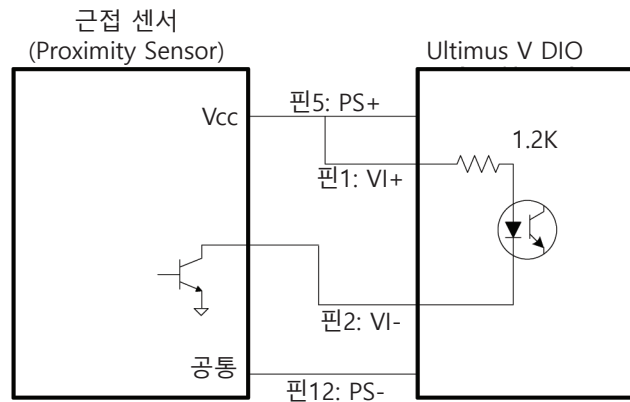 근접 센서
(Proximity Sensor)
Ultimus V DIO
Vcc
핀5: PS+
1.2K
핀1: VI+
핀2: VI-
공통
핀12: PS-